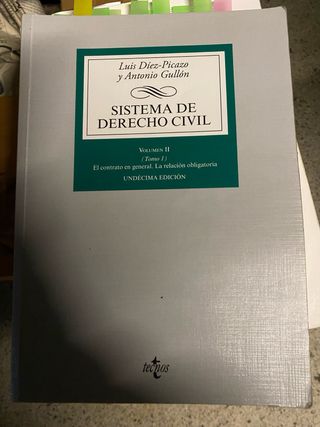 Luis Díez-Picazo
y Antonio Gullón
SISTEMA DE
DERECHO CIVIL
VOLUMEN II
(Tomo 1)
El contrato en general. La relación obligatoria
UNDÉCIMA EDICIÓN
tecnos